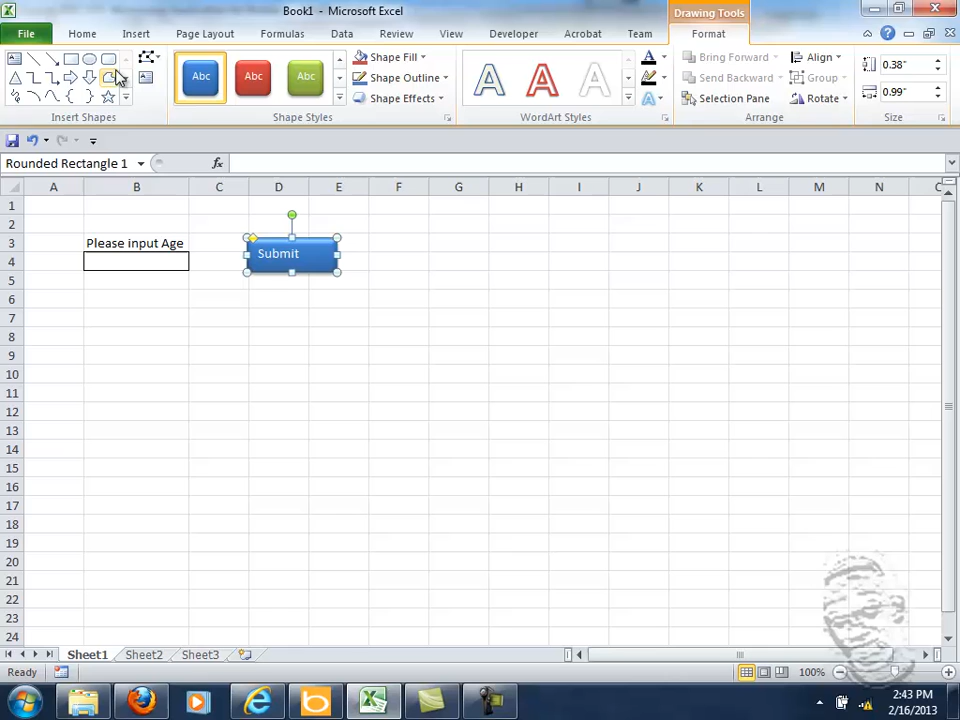 Book1 - Microsoft Excel
Drawing Tools
File
Home
Insert
Page Layout
Formulas
Data
Review
View
Developer
Acrobat
Team
Format
Abc
Abc
Abc
Shape Fill
Shape Outline
Shape Effects
A
A
A
A
A
Bring Forward
Send Backward
Selection Pane
Align
Group
Rotate
0.38"
0.99"
Insert Shapes
Shape Styles
WordArt Styles
Arrange
Size
Rounded Rectangle 1
fx
A B C D E F G H I J K L M N
1
2
3 Please input Age
Submit
4
5
6
7
8
9
10
11
12
13
14
15
16
17
18
19
20
21
22
23
24
Sheet1
Sheet2
Sheet3
Ready
100%
2:43 PM
2/16/2013